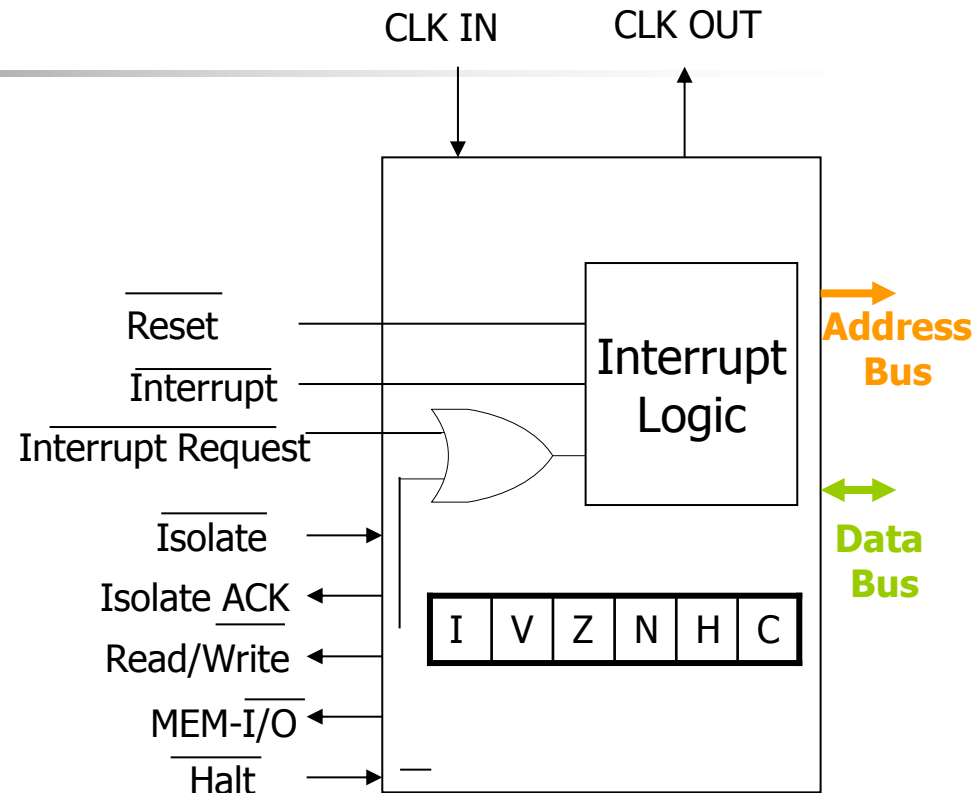 CLK IN
CLK OUT
Reset
Interrupt
Interrupt Request
Isolate
Isolate ACK
Read/Write
MEM-I/O
Halt
Interrupt
Logic
I V Z N H C
Address
Bus
Data
Bus